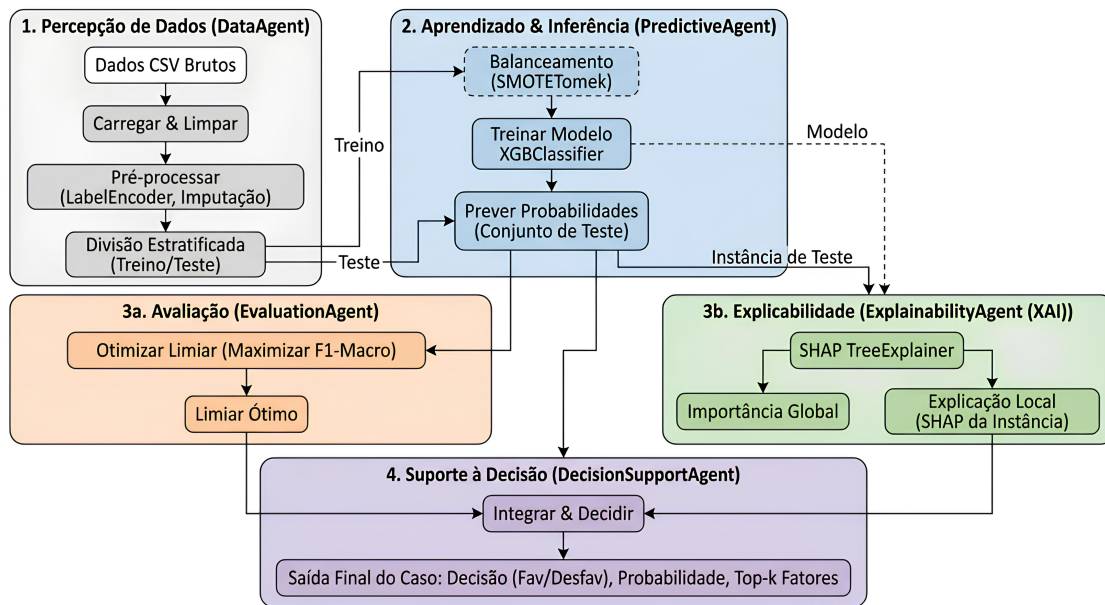 1. Percepção de Dados (DataAgent)
Dados CSV Brutos
Carregar & Limpar
Pré-processar
(LabelEncoder, Imputação)
Divisão Estratificada
(Treino/Teste)
Treino
Teste
2. Aprendizado & Inferência (PredictiveAgent)
Balanceamento
(SMOTETomek)
Treinar Modelo
XGBClassifier
Prever Probabilidades
(Conjunto de Teste)
Modelo
Instância de Teste
3a. Avaliação (EvaluationAgent)
Otimizar Limiar (Maximizar F1-Macro)
Limiar Ótimo
3b. Explicabilidade (ExplainabilityAgent (XAI))
SHAP TreeExplainer
Importância Global
Explicação Local
(SHAP da Instância)
4. Suporte à Decisão (DecisionSupportAgent)
Integrar & Decidir
Saída Final do Caso: Decisão (Fav/Desfav), Probabilidade, Top-k Fatores